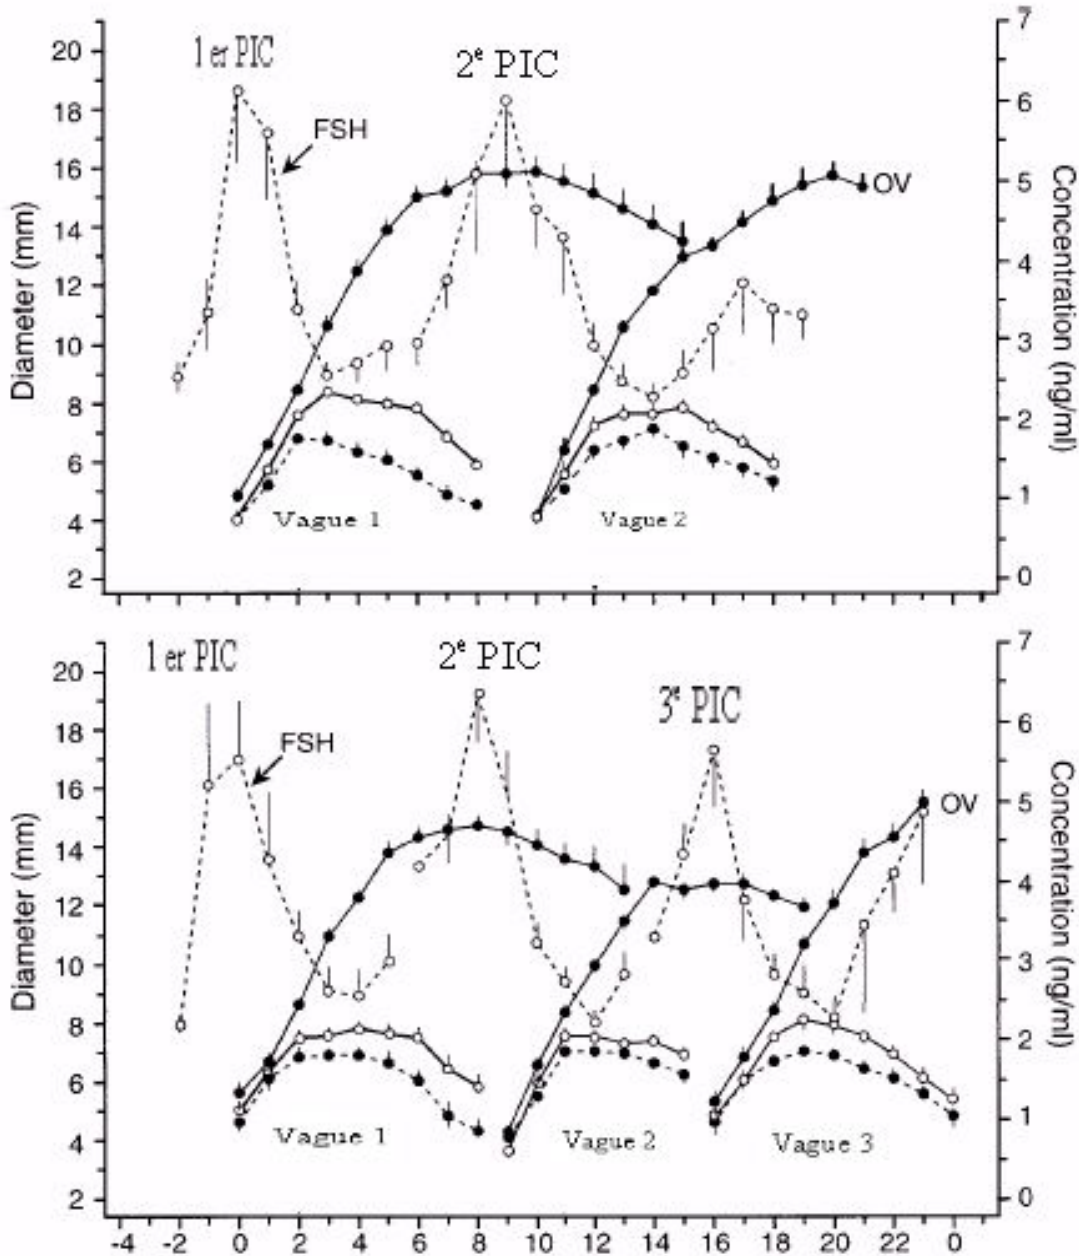 1 er PIC
2e PIC
FSH
OV
Vague 1
Vague 2
Diameter (mm)
20
18
16
14
12
10
8
6
4
2
Concentration (ng/ml)
7
6
5
4
3
2
1
0
1 er PIC
2e PIC
3e PIC
FSH
OV
Vague 1
Vague 2
Vague 3
Diameter (mm)
20
18
16
14
12
10
8
6
4
2
Concentration (ng/ml)
7
6
5
4
3
2
1
0
-4 -2 0 2 4 6 8 10 12 14 16 18 20 22 0